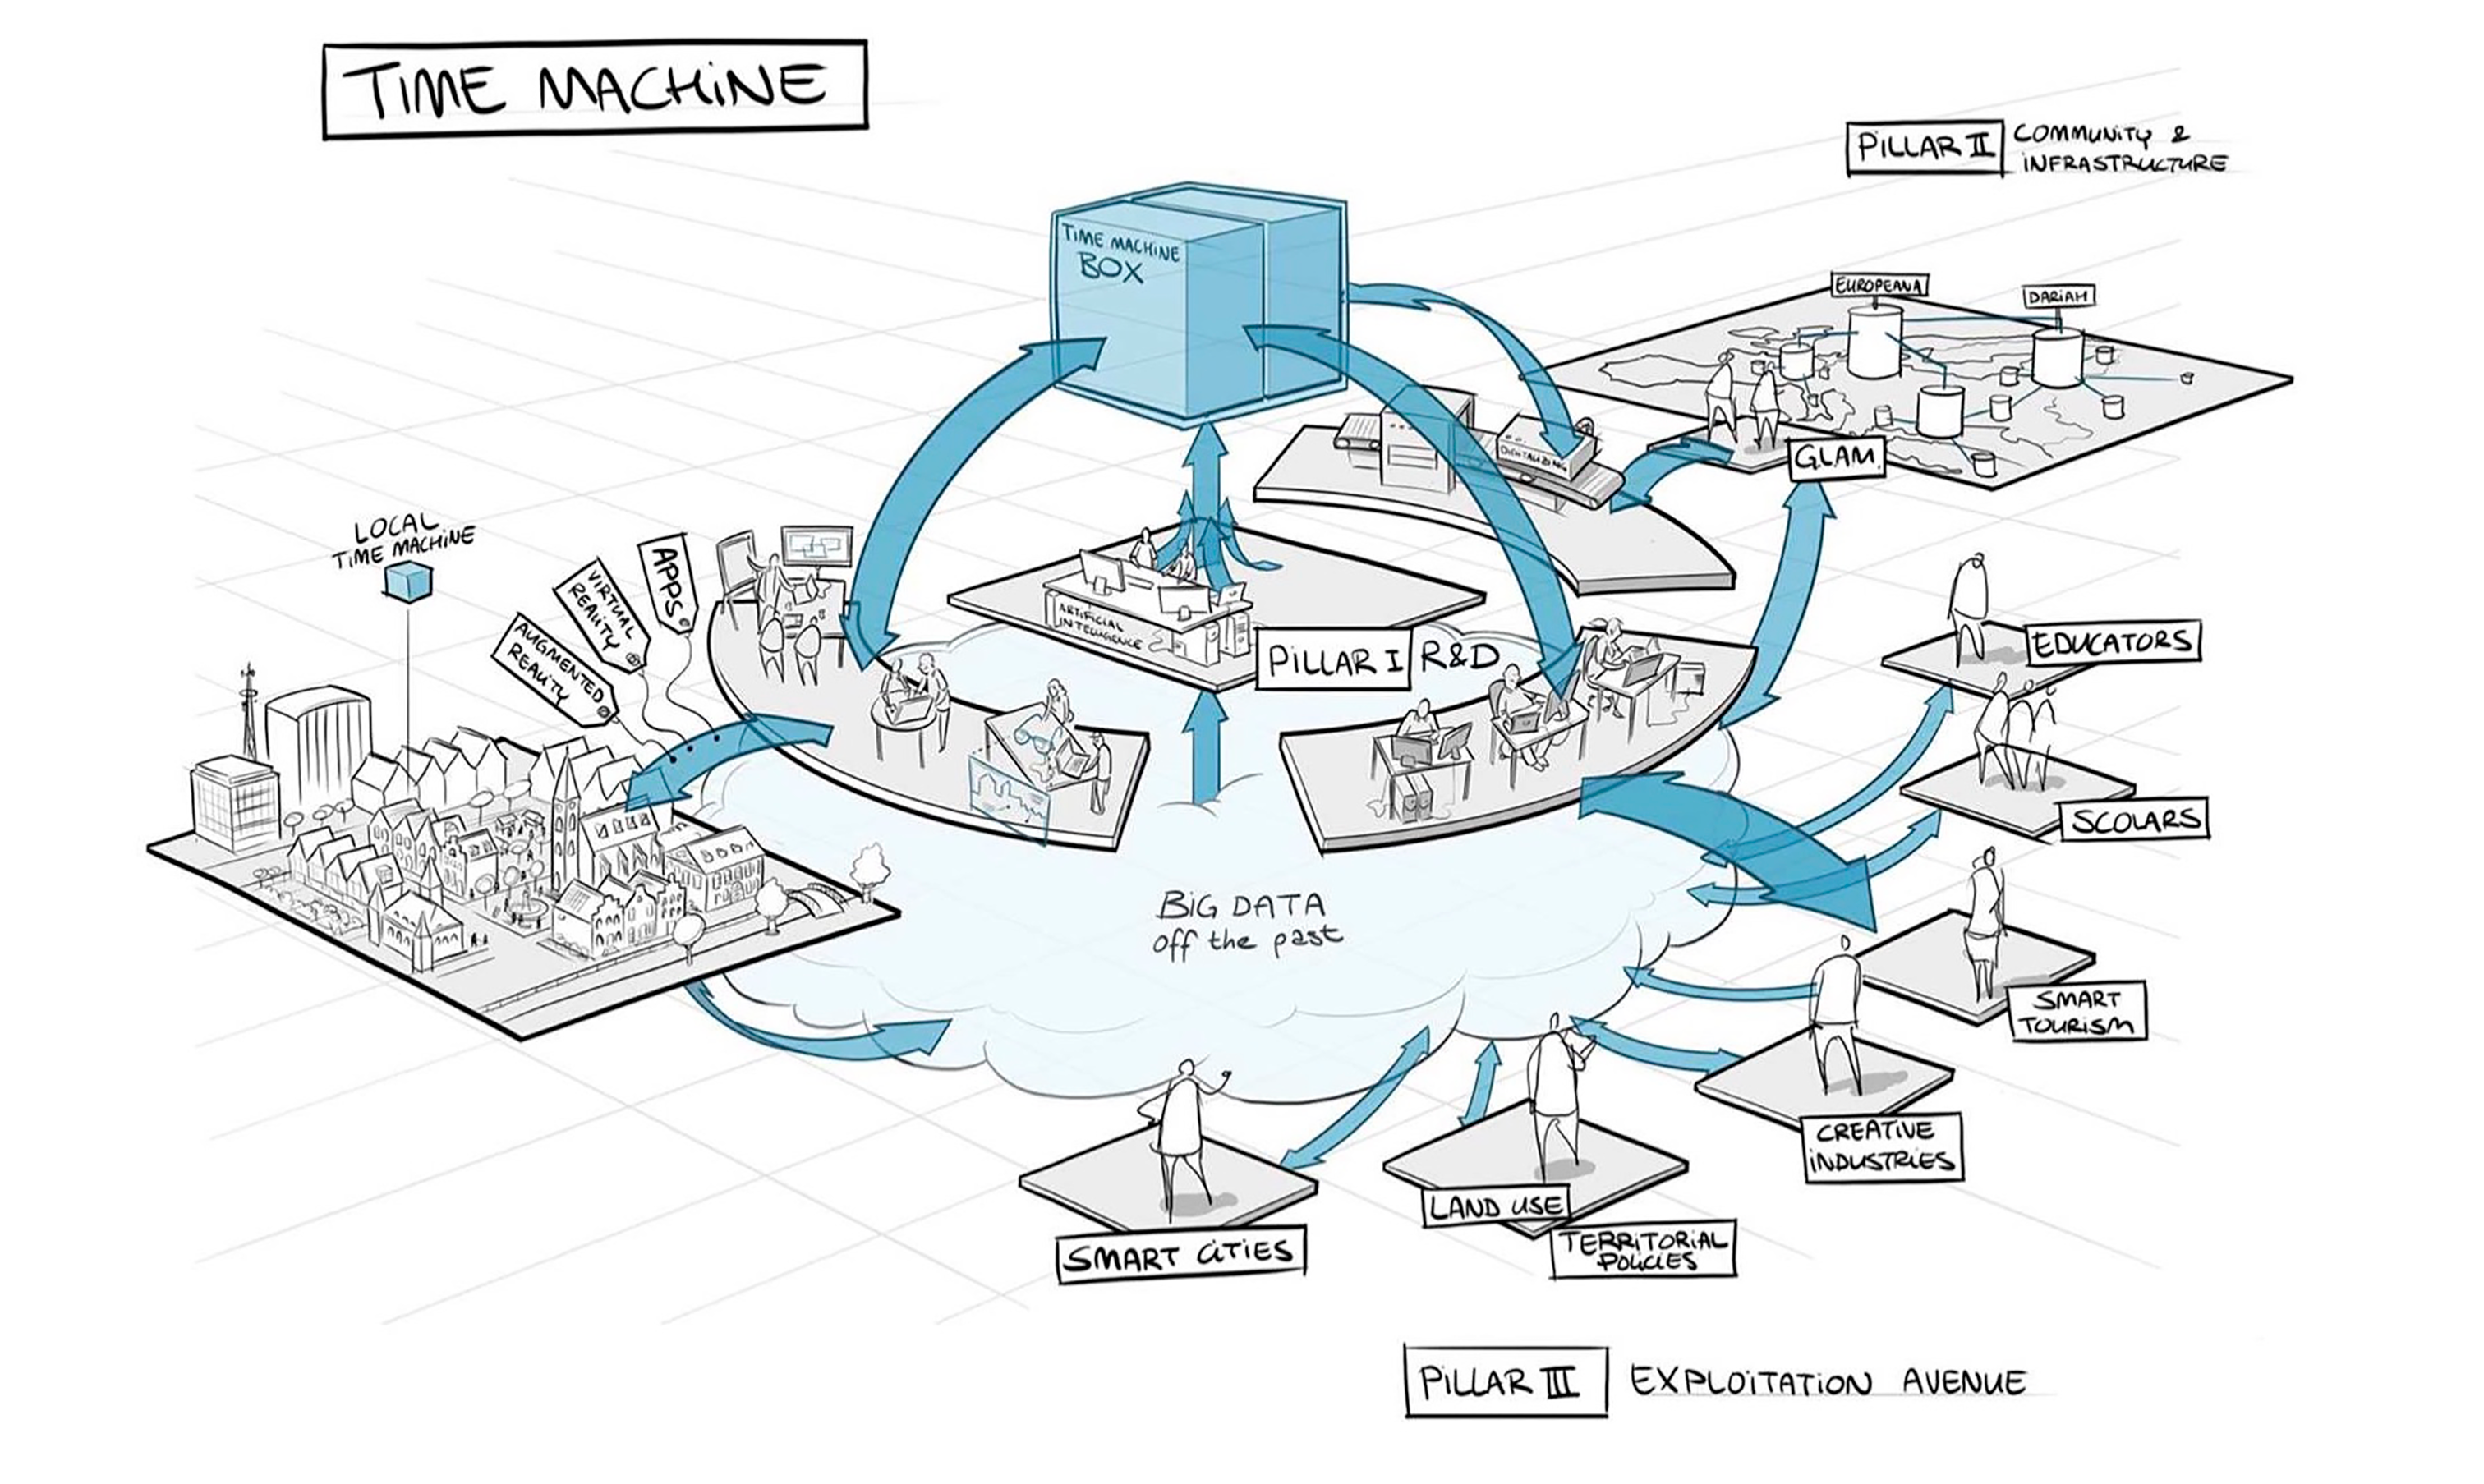 TIME MACHINE
PILLAR II
COMMUNITY &
INFRASTRUCTURE
TIME MACHINE
BOX
EUROPEANA
DARIAH
DIGITALIZING
GLAM
LOCAL
TIME MACHINE
APPS
VIRTUAL
REALITY
AUGMENTED
REALITY
ARTIFICIAL
INTELLIGENCE
PILLAR I R&D
EDUCATORS
SCOLARS
BIG DATA
off the past
SMART
TOURISM
CREATIVE
INDUSTRIES
LAND USE
TERRITORIAL
POLICIES
SMART CITIES
PILLAR III EXPLOITATION AVENUE